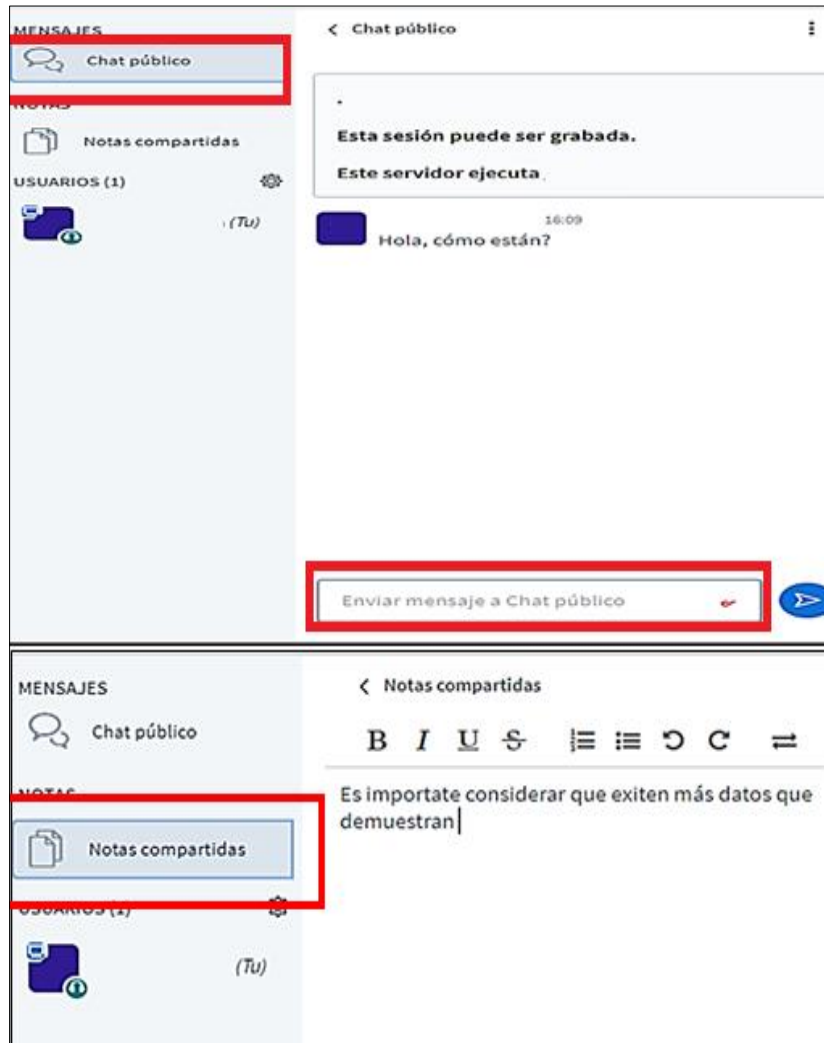 MENSAJES
Chat público
NOTAS
Notas compartidas
USUARIOS (1)
(Tu)
Chat público
.
Esta sesión puede ser grabada.
Este servidor ejecuta
16:09
Hola, cómo están?
Enviar mensaje a Chat público
MENSAJES
Chat público
NOTAS
Notas compartidas
USUARIOS (1)
(Tu)
Notas compartidas
B I U S
Es importate considerar que exiten más datos que
demuestran